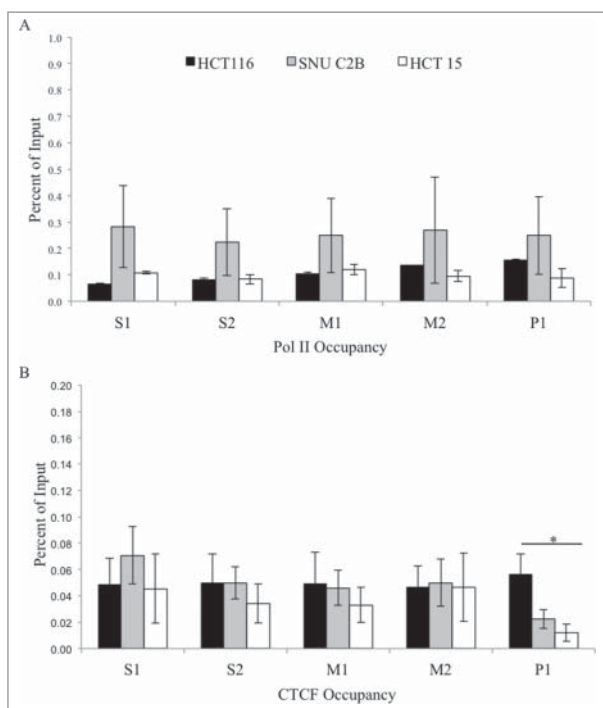 A
1.0
0.9
0.8
0.7
0.6
0.5
0.4
0.3
0.2
0.1
0.0
Percent of Input
HCT116 SNU C2B HCT 15
S1 S2 M1 M2 P1
Pol II Occupancy
B
0.20
0.18
0.16
0.14
0.12
0.10
0.08
0.06
0.04
0.02
0.00
Percent of Input
*
S1 S2 M1 M2 P1
CTCF Occupancy